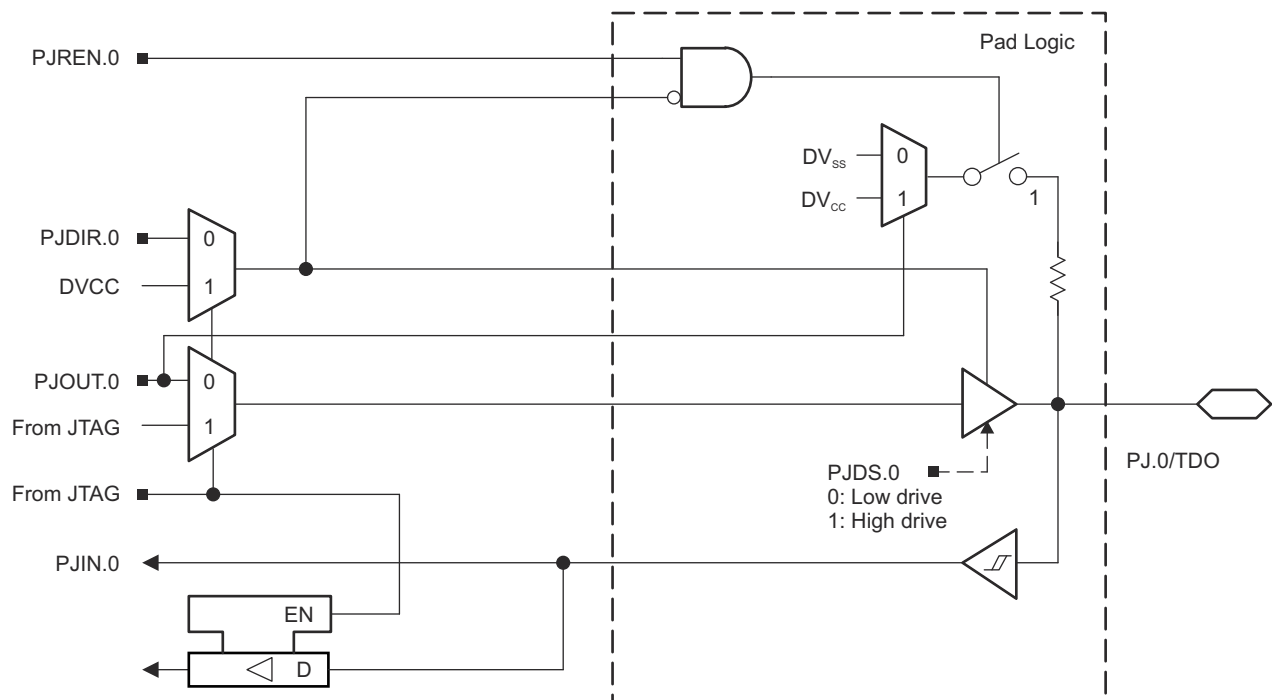 Pad Logic
PJREN.0
DVSS
0
DVCC
1
1
PJDIR.0
0
DVCC
1
PJOUT.0
0
From JTAG
1
From JTAG
PJDS.0
0: Low drive
1: High drive
PJ.0/TDO
PJIN.0
EN
D